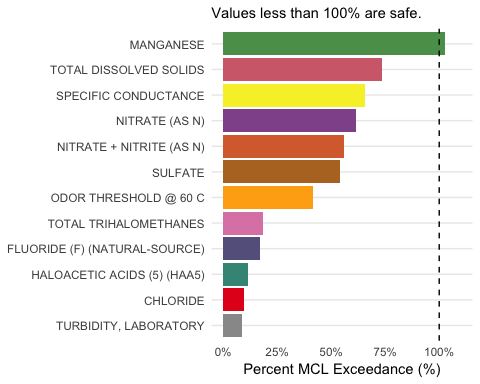 Values less than 100% are safe.
MANGANESE
TOTAL DISSOLVED SOLIDS
SPECIFIC CONDUCTANCE
NITRATE (AS N)
NITRATE + NITRITE (AS N)
SULFATE
ODOR THRESHOLD @ 60 C
TOTAL TRIHALOMETHANES
FLUORIDE (F) (NATURAL-SOURCE)
HALOACETIC ACIDS (5) (HAA5)
CHLORIDE
TURBIDITY, LABORATORY
0% 25% 50% 75% 100%
Percent MCL Exceedance (%)